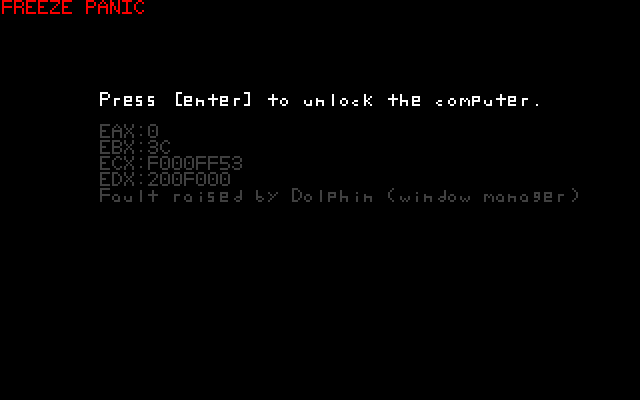 FREEZE PANIC
Press [enter] to unlock the computer.
EAX:0
EBX:3C
ECX:F000FF53
EDX:200F000
Fault raised by Dolphin (window manager)